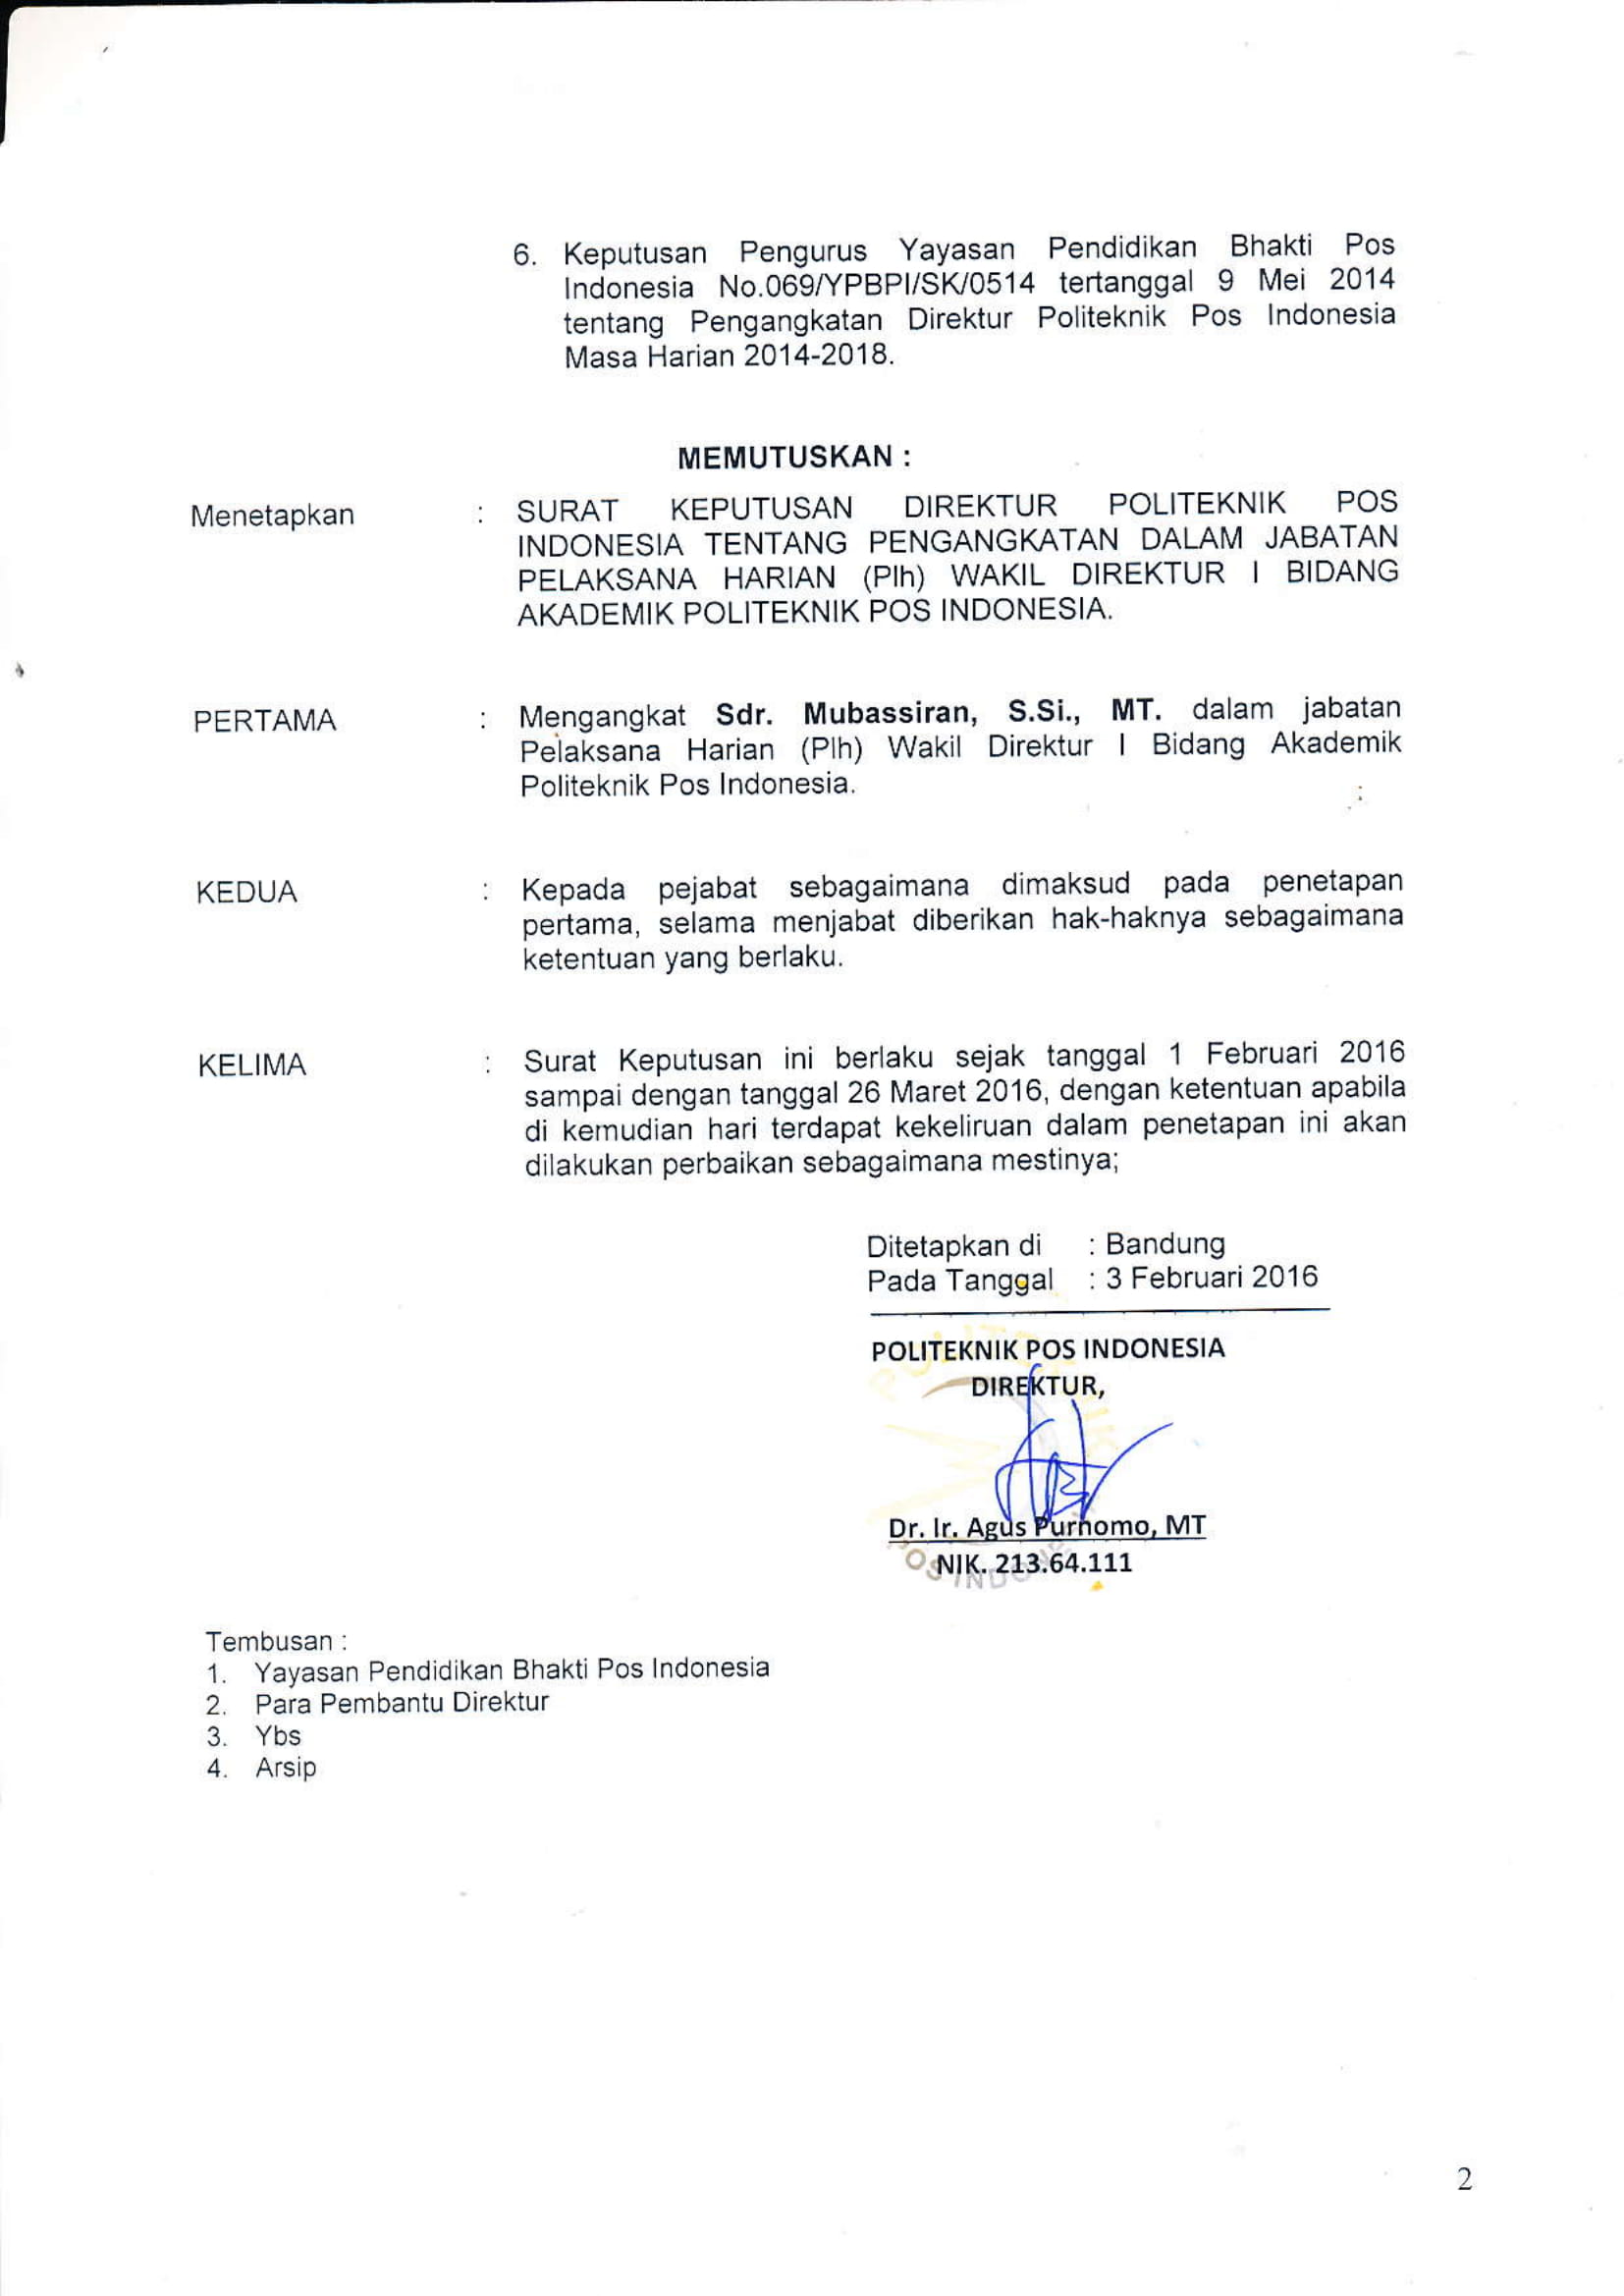 6. Keputusan Pengurus Yayasan Pendidikan Bhakti Pos
Indonesia No.069/YPBPI/SK/0514 tertanggal 9 Mei 2014
tentang Pengangkatan Direktur Politeknik Pos Indonesia
Masa Harian 2014-2018.
MEMUTUSKAN :
Menetapkan : SURAT KEPUTUSAN DIREKTUR POLITEKNIK POS
INDONESIA TENTANG PENGANGKATAN DALAM JABATAN
PELAKSANA HARIAN (Plh) WAKIL DIREKTUR I BIDANG
AKADEMIK POLITEKNIK POS INDONESIA.
PERTAMA : Mengangkat Sdr. Mubassiran, S.Si., MT. dalam jabatan
Pelaksana Harian (Plh) Wakil Direktur I Bidang Akademik
Politeknik Pos Indonesia.
KEDUA : Kepada pejabat sebagaimana dimaksud pada penetapan
pertama, selama menjabat diberikan hak-haknya sebagaimana
ketentuan yang berlaku.
KELIMA : Surat Keputusan ini berlaku sejak tanggal 1 Februari 2016
sampai dengan tanggal 26 Maret 2016, dengan ketentuan apabila
di kemudian hari terdapat kekeliruan dalam penetapan ini akan
dilakukan perbaikan sebagaimana mestinya;
Ditetapkan di : Bandung
Pada Tanggal : 3 Februari 2016
POLITEKNIK POS INDONESIA
DIREKTUR,
Dr. Ir. Agus Purnomo, MT
NIK. 213.64.111
POLITEKNIK
POS INDONESIA
Tembusan :
1. Yayasan Pendidikan Bhakti Pos Indonesia
2. Para Pembantu Direktur
3. Ybs
4. Arsip
2